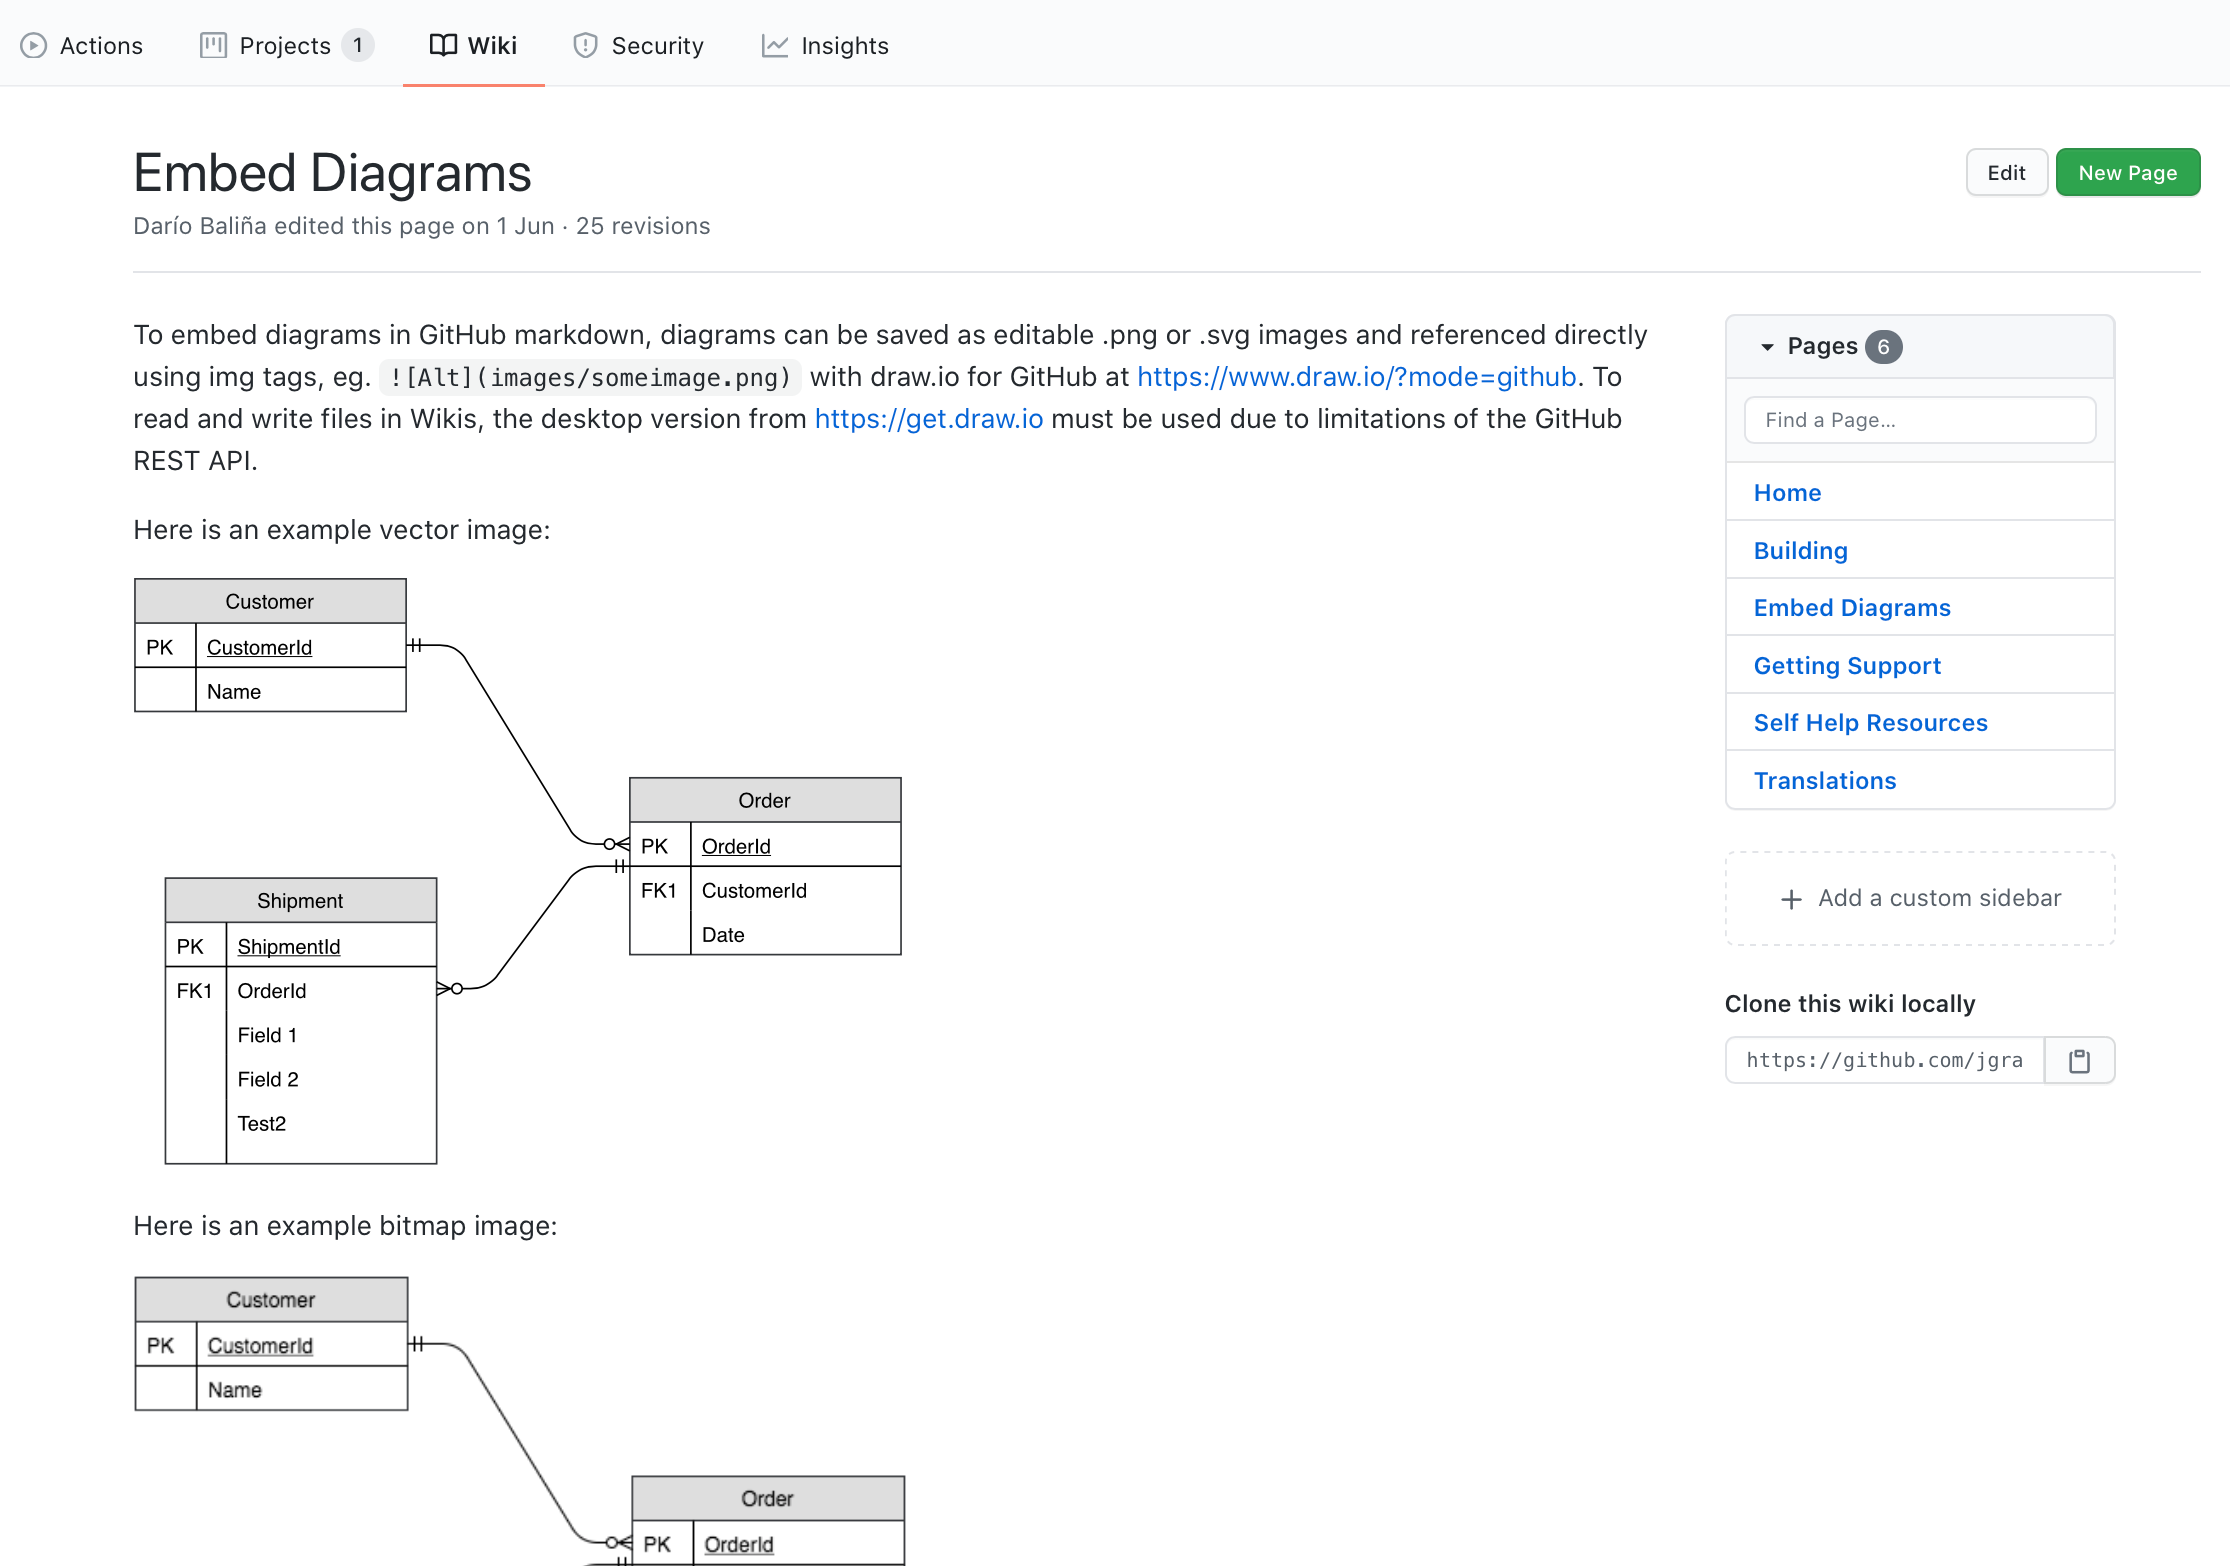 Actions
Projects 1
Wiki
Security
Insights
Embed Diagrams
Edit
New Page
Darío Baliña edited this page on 1 Jun · 25 revisions
To embed diagrams in GitHub markdown, diagrams can be saved as editable .png or .svg images and referenced directly
using img tags, eg. ![Alt](images/someimage.png) with draw.io for GitHub at https://www.draw.io/?mode=github. To
read and write files in Wikis, the desktop version from https://get.draw.io must be used due to limitations of the GitHub
REST API.
Here is an example vector image:
Customer
PK CustomerId
Name
Order
PK OrderId
FK1 CustomerId
Date
Shipment
PK ShipmentId
FK1 OrderId
Field 1
Field 2
Test2
Here is an example bitmap image:
Customer
PK CustomerId
Name
Order
PK OrderId
Pages 6
Find a Page…
Home
Building
Embed Diagrams
Getting Support
Self Help Resources
Translations
Add a custom sidebar
Clone this wiki locally
https://github.com/jgra